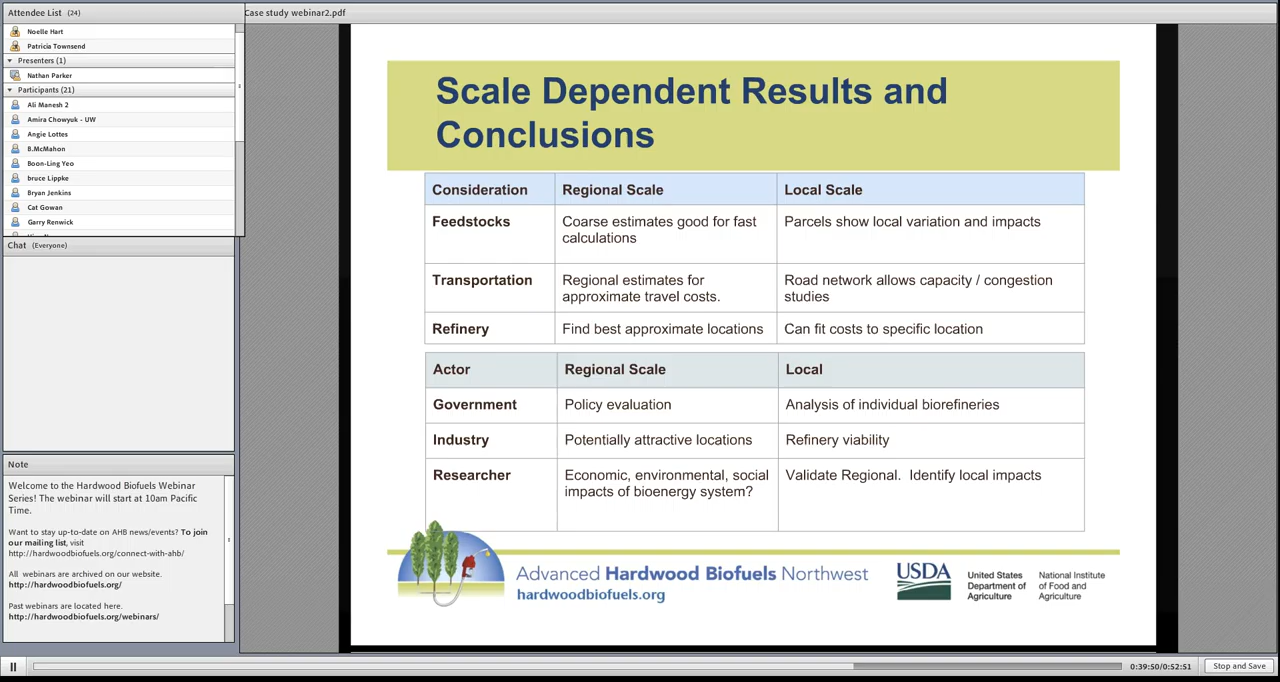 Attendee List (24)
Case study webinar2.pdf
Noelle Hart
Patricia Townsend
Presenters (1)
Nathan Parker
Participants (21)
Ali Manesh 2
Amira Chowyuk - UW
Angie Lottes
B.McMahon
Boon-Ling Yeo
bruce Lippke
Bryan Jenkins
Cat Gowan
Garry Renwick
Chat (Everyone)
Note
Welcome to the Hardwood Biofuels Webinar
Series! The webinar will start at 10am Pacific
Time.
Want to stay up-to-date on AHB news/events? To join
our mailing list, visit
http://hardwoodbiofuels.org/connect-with-ahb/
All webinars are archived on our website.
http://hardwoodbiofuels.org/
Past webinars are located here.
http://hardwoodbiofuels.org/webinars/
Scale Dependent Results and
Conclusions
Consideration Regional Scale Local Scale
Feedstocks Coarse estimates good for fast Parcels show local variation and impacts
calculations
Transportation Regional estimates for Road network allows capacity / congestion
approximate travel costs. studies
Refinery Find best approximate locations Can fit costs to specific location
Actor Regional Scale Local
Government Policy evaluation Analysis of individual biorefineries
Industry Potentially attractive locations Refinery viability
Researcher Economic, environmental, social Validate Regional.  Identify local impacts
impacts of bioenergy system?
Advanced Hardwood Biofuels Northwest
hardwoodbiofuels.org
USDA
United States
Department of
Agriculture
National Institute
of Food and
Agriculture
0:39:50/0:52:51
Stop and Save